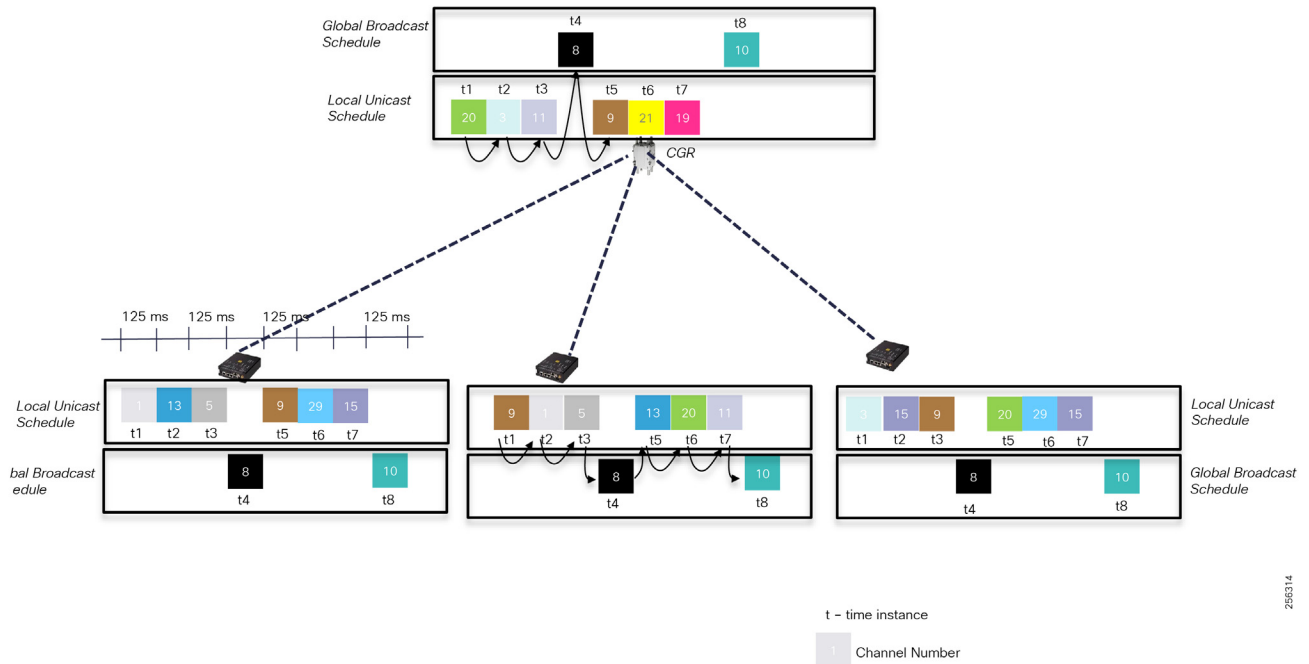 Global Broadcast
Schedule
t4
t8
8
10
Local Unicast
Schedule
t1
t2
t3
t5
t6
t7
20
3
11
9
21
19
CGR
125 ms
125 ms
125 ms
125 ms
Local Unicast
Schedule
1
13
5
9
29
15
t1
t2
t3
t5
t6
t7
bal Broadcast
edule
8
10
t4
t8
9
1
5
13
20
11
t1
t2
t3
t5
t6
t7
8
10
t4
t8
3
15
9
20
29
15
t1
t2
t3
t5
t6
t7
Local Unicast
Schedule
8
10
t4
t8
Global Broadcast
Schedule
256314
t – time instance
1
Channel Number